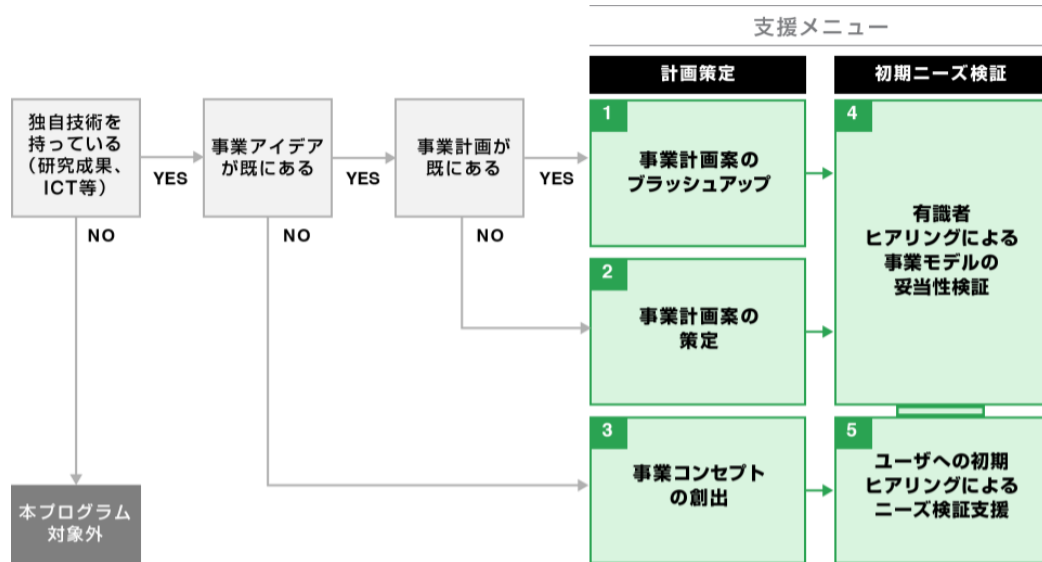 支援メニュー
計画策定
初期ニーズ検証
独自技術を
持っている
（研究成果、
ICT等）
YES
NO
事業アイデア
が既にある
YES
NO
事業計画が
既にある
YES
NO
本プログラム
対象外
1
事業計画案の
ブラッシュアップ
2
事業計画案の
策定
3
事業コンセプト
の創出
4
有識者
ヒアリングによる
事業モデルの
妥当性検証
5
ユーザへの初期
ヒアリングによる
ニーズ検証支援